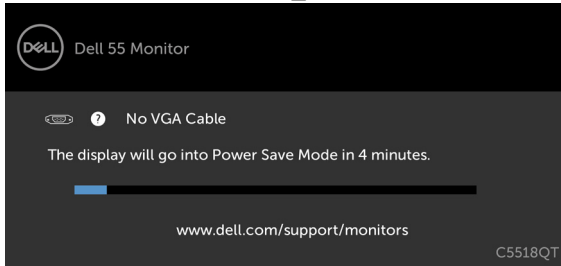 DELL
Dell 55 Monitor
? No VGA Cable
The display will go into Power Save Mode in 4 minutes.
www.dell.com/support/monitors
C5518QT